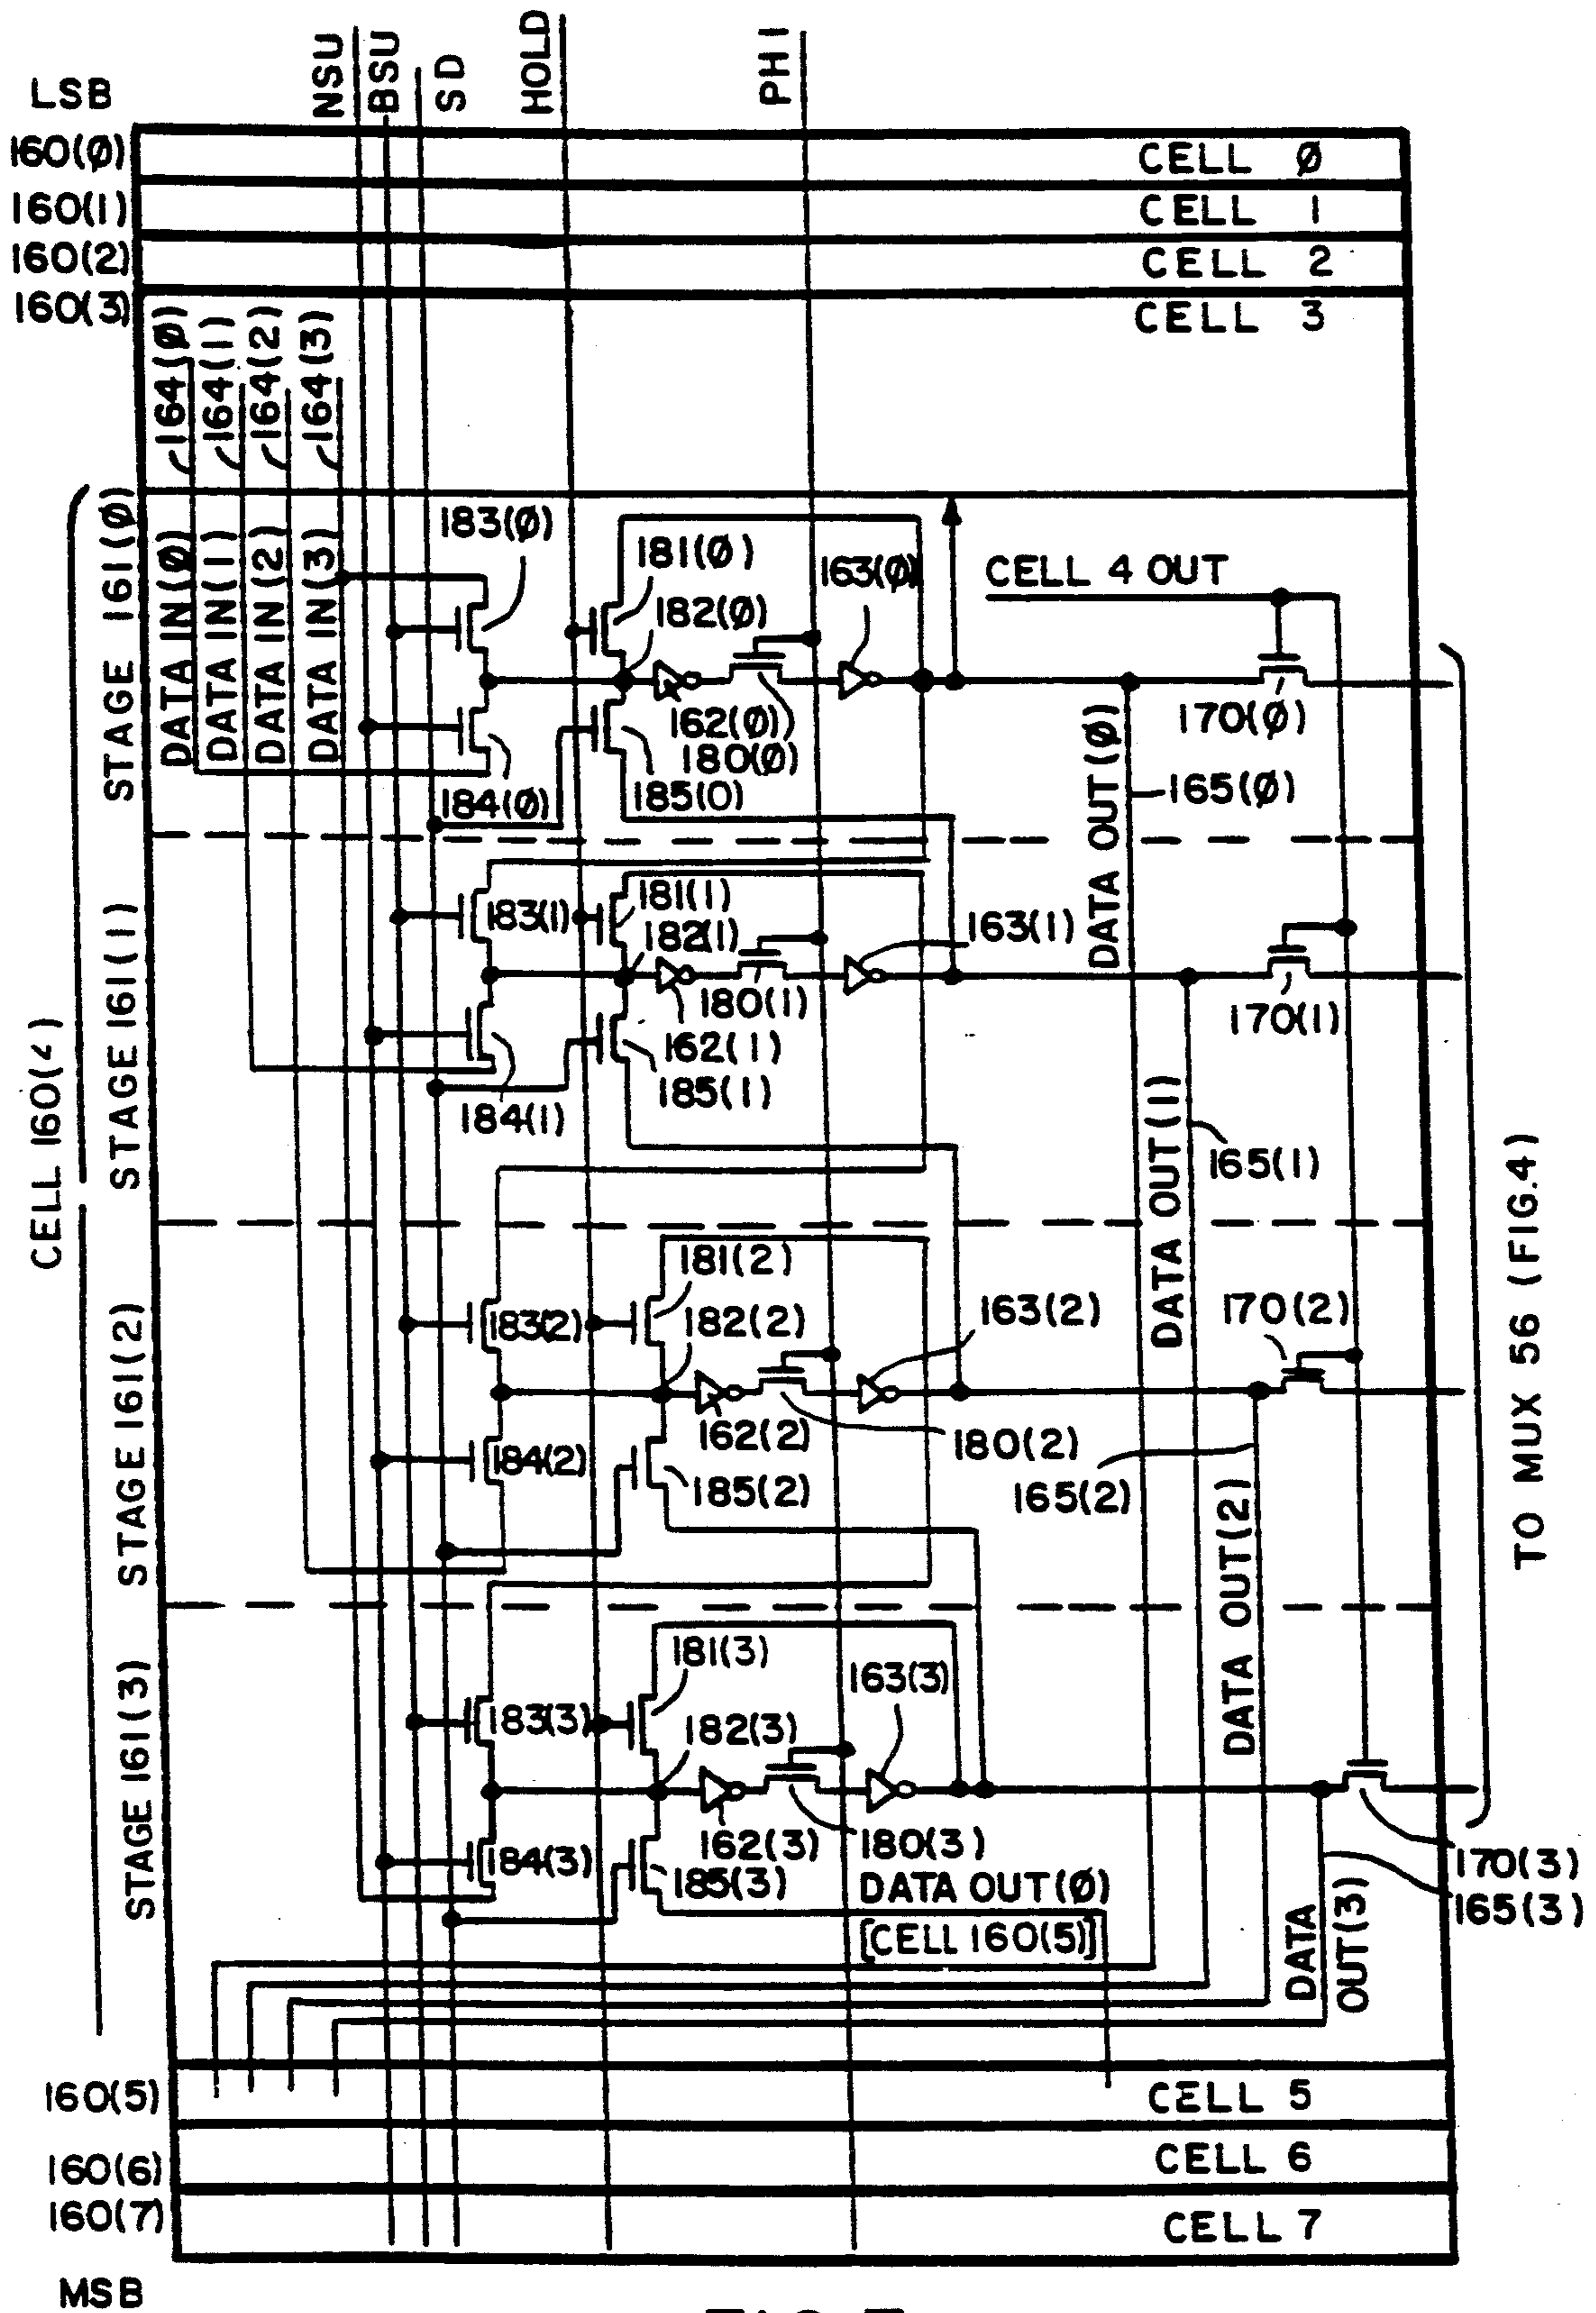 LSB
NSU
BSU
SD
HOLD
PH I
160(Ø)
CELL Ø
160(1)
CELL 1
160(2)
CELL 2
160(3)
CELL 3
164(Ø)
164(1)
164(2)
164(3)
CELL 160(4)
STAGE 161(Ø)
DATA IN(Ø)
DATA IN(1)
DATA IN(2)
DATA IN(3)
183(Ø)
181(Ø)
163(Ø)
CELL 4 OUT
182(Ø)
162(Ø)
180(Ø)
170(Ø)
184(Ø)
185(0)
DATA OUT(Ø)
165(Ø)
STAGE 161(1)
183(1)
181(1)
182(1)
163(1)
180(1)
170(1)
162(1)
184(1)
185(1)
DATA OUT(1)
165(1)
TO MUX 56 (FIG.4)
STAGE 161(2)
181(2)
183(2)
182(2)
163(2)
170(2)
162(2)
180(2)
184(2)
185(2)
165(2)
DATA OUT(2)
STAGE 161(3)
181(3)
163(3)
183(3)
182(3)
162(3)
180(3)
184(3)
185(3)
170(3)
165(3)
DATA OUT(Ø)
[CELL 160(5)]
DATA
OUT(3)
160(5)
CELL 5
160(6)
CELL 6
160(7)
CELL 7
MSB